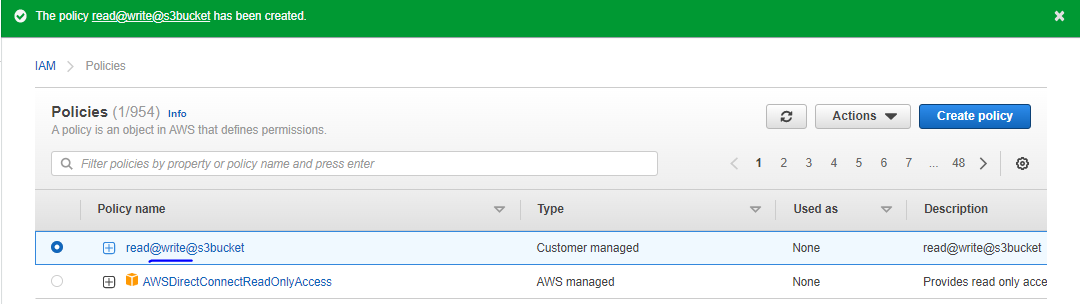 The policy read@write@s3bucket has been created.
IAM > Policies
Policies (1/954) Info
A policy is an object in AWS that defines permissions.
Actions
Create policy
Filter policies by property or policy name and press enter
1 2 3 4 5 6 7 ... 48
Policy name Type Used as Description
read@write@s3bucket Customer managed None read@write@s3bucket
AWSDirectConnectReadOnlyAccess AWS managed None Provides read only acce